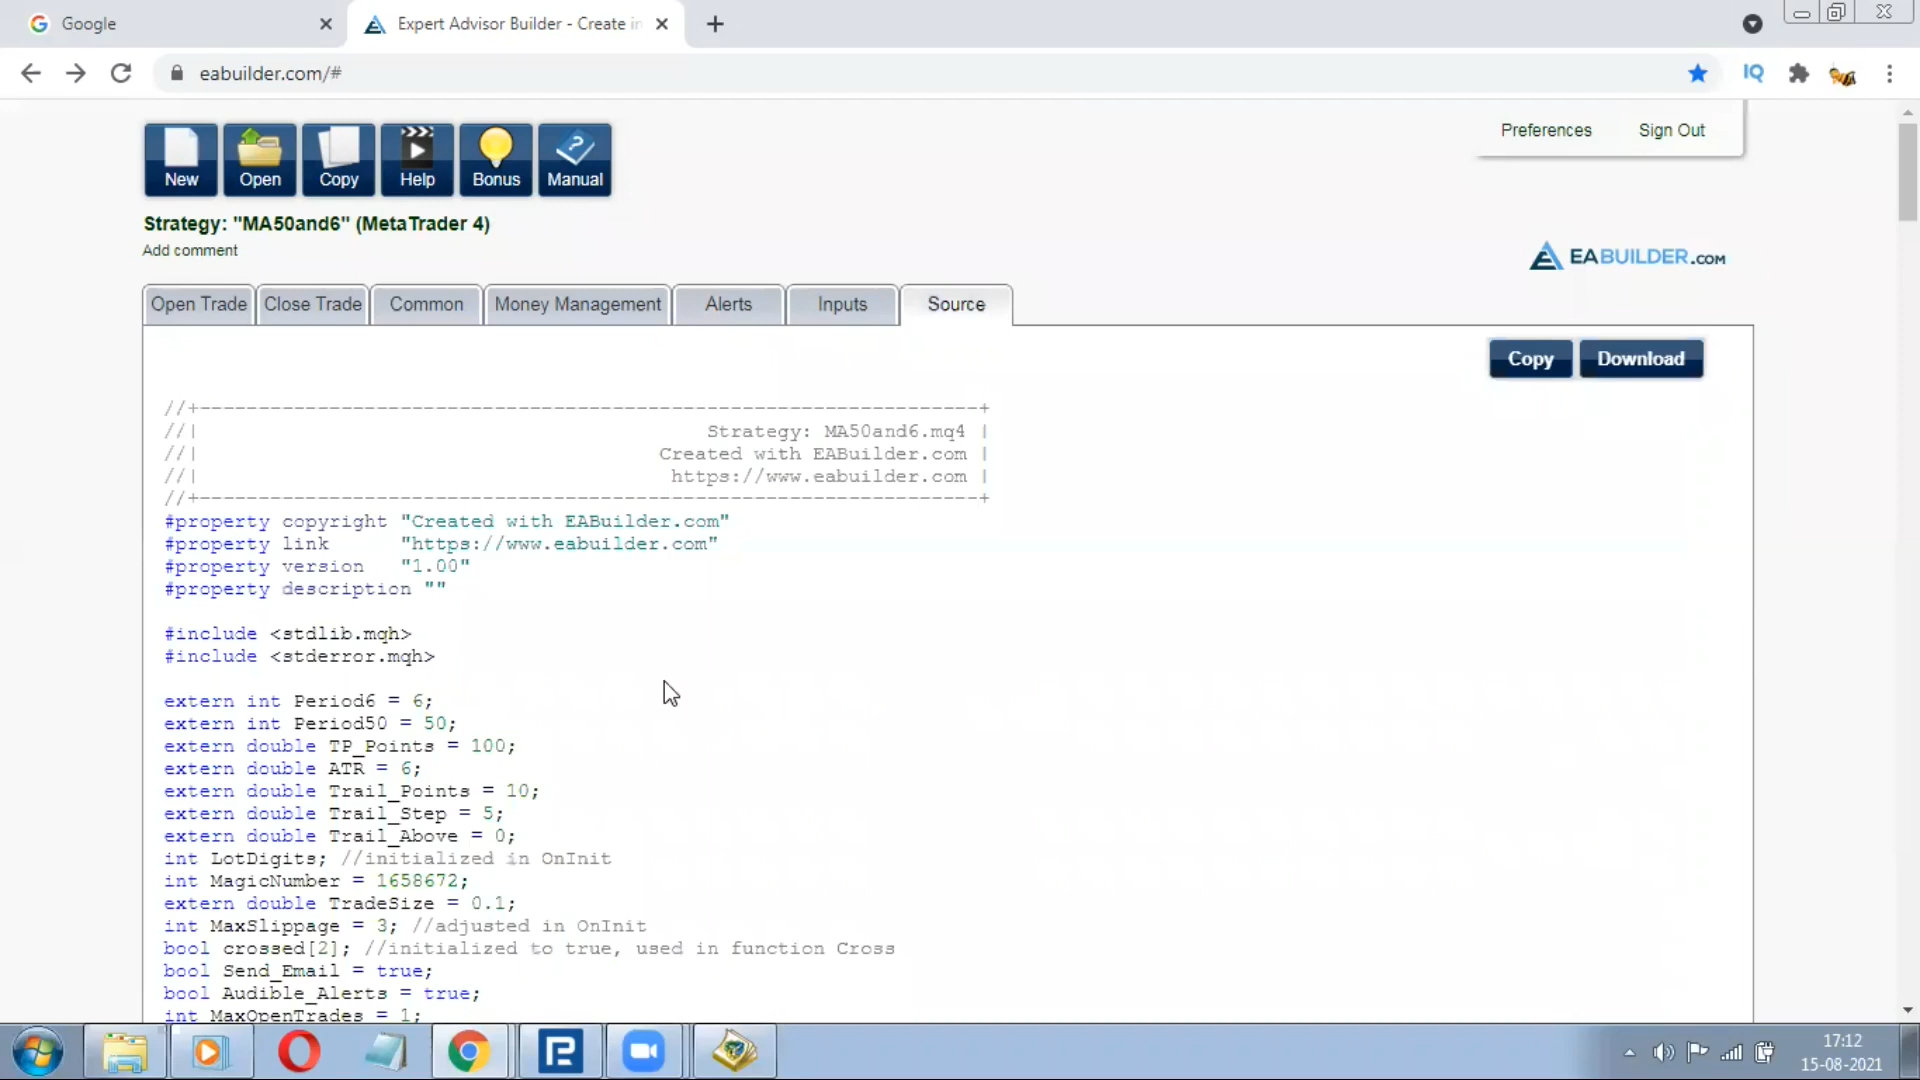 Google
Expert Advisor Builder - Create in
eabuilder.com/#
IQ
Preferences
Sign Out
New
Open
Copy
Help
Bonus
Manual
Strategy: "MA50and6" (MetaTrader 4)
Add comment
EABUILDER.COM
Open Trade
Close Trade
Common
Money Management
Alerts
Inputs
Source
Copy
Download
//+------------------------------------------------------------------+
//| Strategy: MA50and6.mq4 |
//| Created with EABuilder.com |
//| https://www.eabuilder.com |
//+------------------------------------------------------------------+
#property copyright "Created with EABuilder.com"
#property link      "https://www.eabuilder.com"
#property version   "1.00"
#property description ""
#include <stdlib.mqh>
#include <stderror.mqh>
extern int Period6 = 6;
extern int Period50 = 50;
extern double TP_Points = 100;
extern double ATR = 6;
extern double Trail_Points = 10;
extern double Trail_Step = 5;
extern double Trail_Above = 0;
int LotDigits; //initialized in OnInit
int MagicNumber = 1658672;
extern double TradeSize = 0.1;
int MaxSlippage = 3; //adjusted in OnInit
bool crossed[2]; //initialized to true, used in function Cross
bool Send_Email = true;
bool Audible_Alerts = true;
int MaxOpenTrades = 1;
17:12
15-08-2021